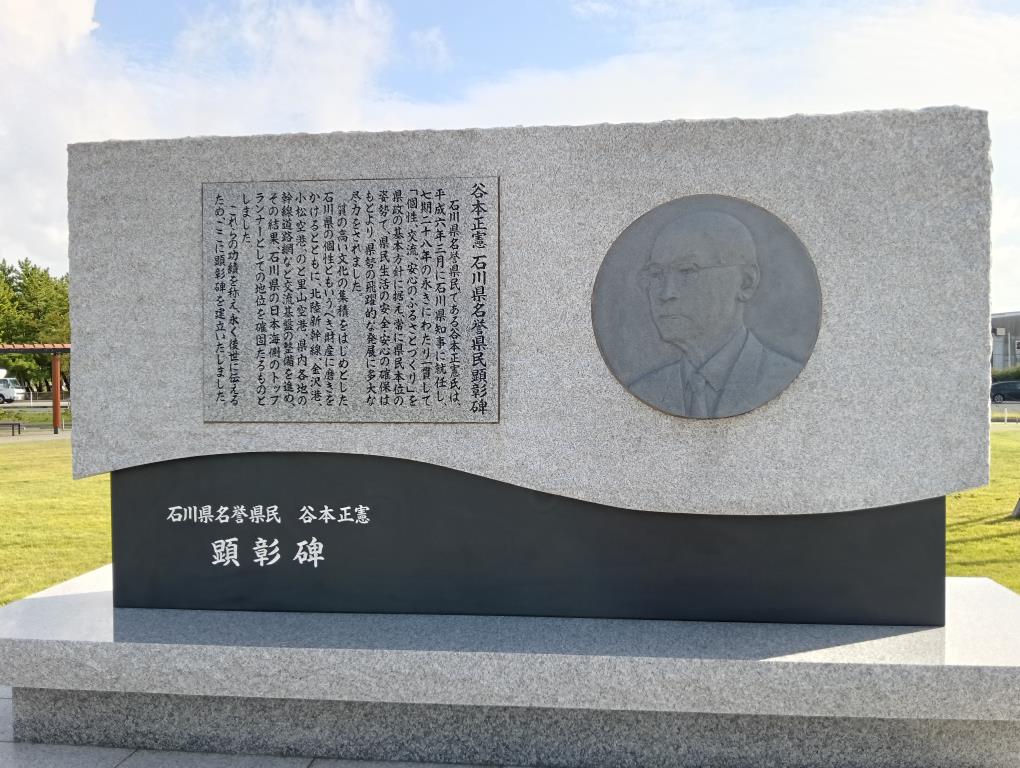 谷本正憲 石川県名誉県民顕彰碑
石川県名誉県民である谷本正憲氏は、
平成六年三月に石川県知事に就任し、
七期二十八年の永きにわたり一貫して
「個性、交流、安心のふるさとづくり」を
県政の基本方針に据え、常に県民本位の
姿勢で、県民生活の安全・安心の確保は
もとより、県勢の飛躍的な発展に多大な
尽力をされました。
質の高い文化の集積をはじめとした
石川県の個性ともいうべき財産に磨きを
かけるとともに、北陸新幹線、金沢港、
小松空港、のと里山空港、県内各地の
幹線道路網など交流基盤の整備を進め、
その結果、石川県の日本海側のトップ
ランナーとしての地位を確固たるものと
しました。
これらの功績を称え、永く後世に伝える
ため、ここに顕彰碑を建立いたしました。
石川県名誉県民 谷本正憲
顕彰碑